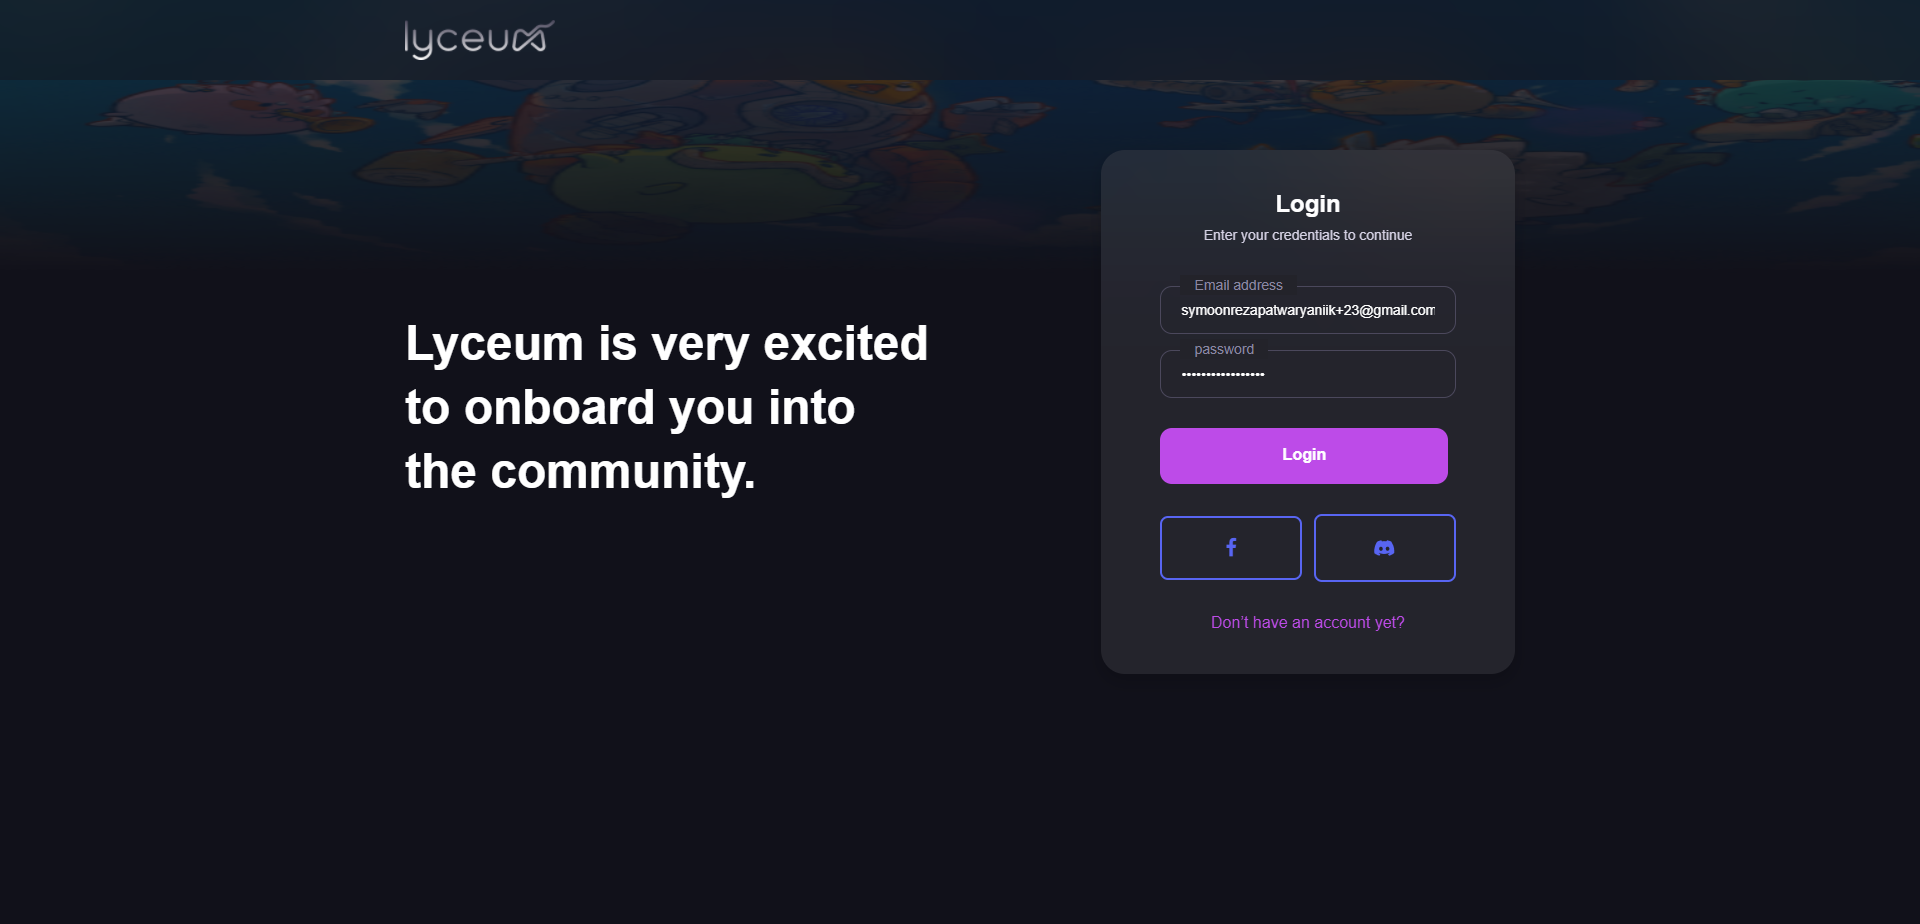 lyceum
Lyceum is very excited
to onboard you into
the community.
Login
Enter your credentials to continue
Email address
symoonrezapatwaryaniik+23@gmail.com
password
•••••••••••••••••
Login
Don’t have an account yet?